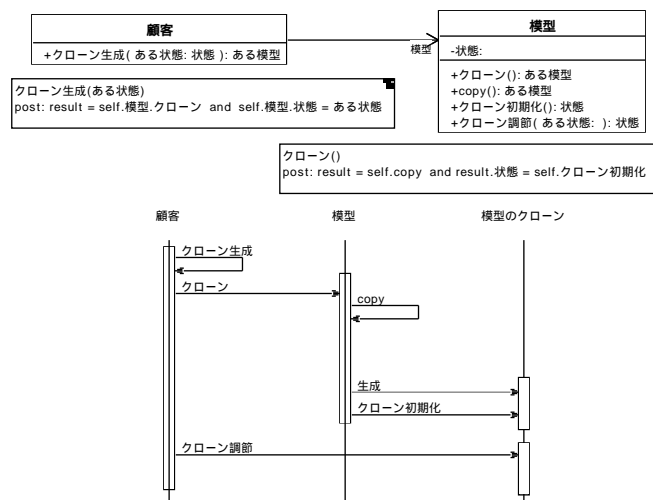 顧客
+クローン生成( ある状態: 状態 ): ある模型
模型
模型
-状態:
+クローン(): ある模型
+copy(): ある模型
+クローン初期化(): 状態
+クローン調節( ある状態: ): 状態
クローン生成(ある状態)
post: result = self.模型.クローン and self.模型.状態 = ある状態
クローン()
post: result = self.copy and result.状態 = self.クローン初期化
顧客
模型
模型のクローン
クローン生成
クローン
copy
生成
クローン初期化
クローン調節